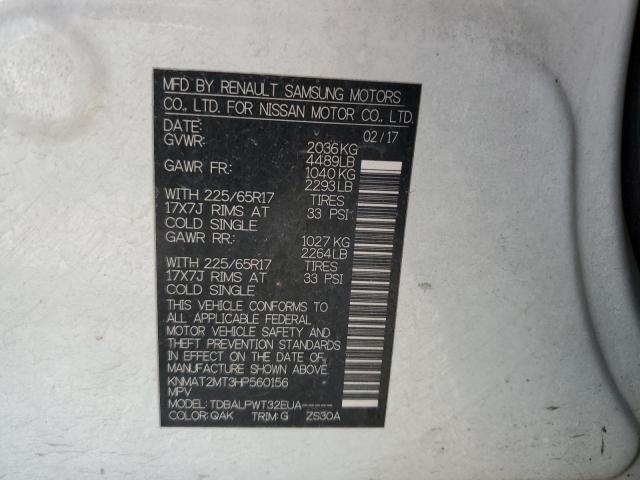 MFD BY RENAULT SAMSUNG MOTORS
CO., LTD. FOR NISSAN MOTOR CO., LTD.
DATE: 02/17
GVWR: 2036KG
4489LB
GAWR FR: 1040 KG
2293LB
WITH 225/65R17 TIRES
17X7J RIMS AT 33 PSI
COLD SINGLE
GAWR RR: 1027 KG
2264LB
WITH 225/65R17 TIRES
17X7J RIMS AT 33 PSI
COLD SINGLE
THIS VEHICLE CONFORMS TO
ALL APPLICABLE FEDERAL
MOTOR VEHICLE SAFETY AND
THEFT PREVENTION STANDARDS
IN EFFECT ON THE DATE OF
MANUFACTURE SHOWN ABOVE.
KNMAT2MT3HP560156
MPV
MODEL: TDBALPWT32EUA-----
COLOR: QAK TRIM: G ZS30A